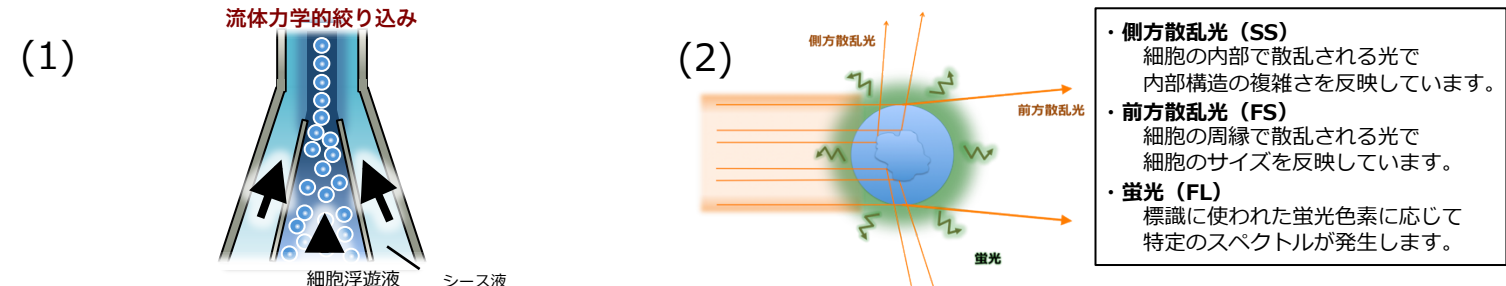 流体力学的絞り込み
(1)
細胞浮遊液
シース液
(2)
側方散乱光
前方散乱光
蛍光
・側方散乱光（SS）
細胞の内部で散乱される光で
内部構造の複雑さを反映しています。
・前方散乱光（FS）
細胞の周縁で散乱される光で
細胞のサイズを反映しています。
・蛍光（FL）
標識に使われた蛍光色素に応じて
特定のスペクトルが発生します。